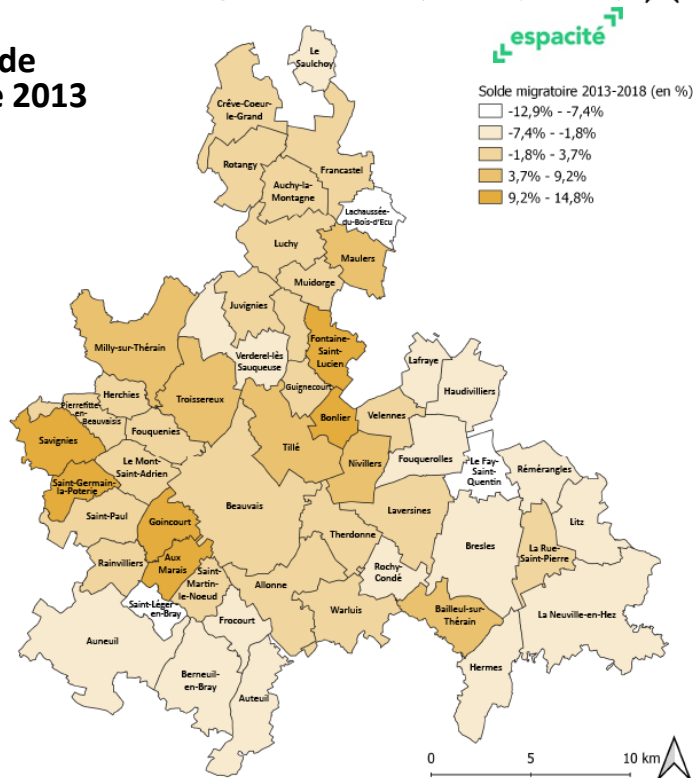 de
e 2013
espacité
Solde migratoire 2013-2018 (en %)
-12,9% - -7,4%
-7,4% - -1,8%
-1,8% - 3,7%
3,7% - 9,2%
9,2% - 14,8%
Le
Saulchoy
Crêve-Coeur-
le-Grand
Rotangy
Francastel
Auchy-la-
Montagne
Lachaussée-
du-Bois-d'Ecu
Luchy
Maulers
Muidorge
Juvignies
Milly-sur-Thérain
Fontaine-
Saint-
Lucien
Verderel-lès
Sauqueuse
Lafraye
Haudivilliers
Guignecourt
Herchies
Troissereux
Pierrefitte-
en-
Beauvaisis
Bonlier
Velennes
Savignies
Fouquenies
Tillé
Nivillers
Fouquerolles
Le Fay-
Saint-
Quentin
Rémérangles
Le Mont-
Saint-Adrien
Saint-Germain-
la-Poterie
Beauvais
Saint-Paul
Goincourt
Laversines
Litz
Therdonne
Bresles
La Rue-
Saint-Pierre
Rainvilliers
Aux
Marais
Saint-
Martin-
le-Noeud
Rochy-
Condé
Allonne
Saint-Léger-
en-Bray
Warluis
Bailleul-sur-
Thérain
La Neuville-en-Hez
Frocourt
Auneuil
Hermes
Berneuil-
en-Bray
Auteuil
0 5 10 km